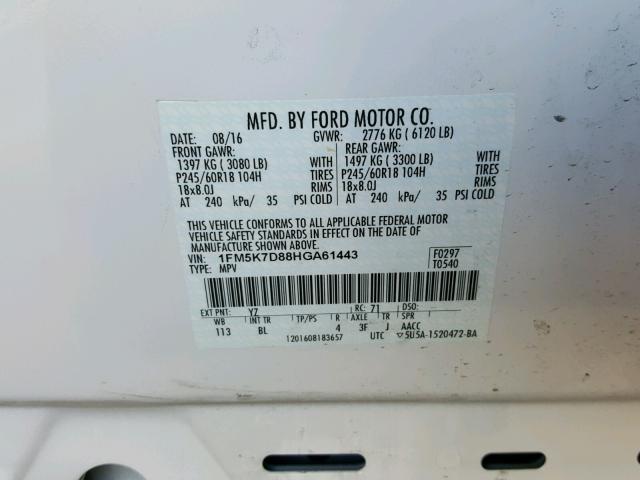 MFD. BY FORD MOTOR CO.
DATE: 08/16 GVWR: 2776 KG ( 6120 LB)
FRONT GAWR: REAR GAWR:
1397 KG ( 3080 LB) WITH 1497 KG ( 3300 LB) WITH
P245/60R18 104H TIRES P245/60R18 104H TIRES
18x8.0J RIMS 18x8.0J RIMS
AT 240 kPa/ 35 PSI COLD AT 240 kPa/ 35 PSI COLD
THIS VEHICLE CONFORMS TO ALL APPLICABLE FEDERAL MOTOR
VEHICLE SAFETY STANDARDS IN EFFECT ON THE DATE OF
MANUFACTURE SHOWN ABOVE.
VIN: 1FM5K7D88HGA61443 F0297
TYPE: MPV T0540
EXT PNT: YZ RC: 71 DSO:
WB INT TR TP/PS R AXLE TR SPR
113 BL 4 3F J AACC
1201608183657 UTC ▽5U5A-1520472-BA